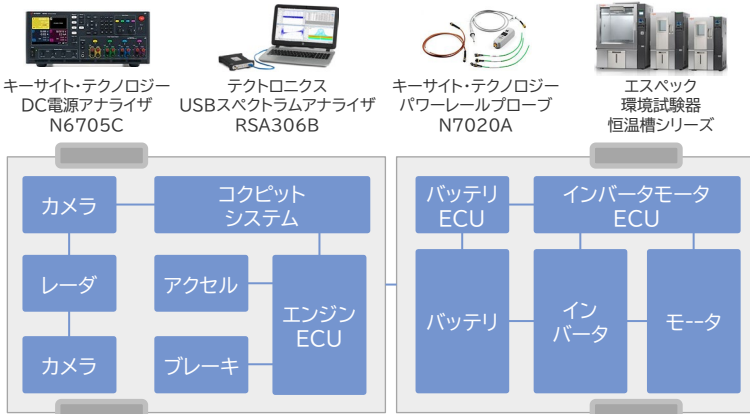 キーサイト・テクノロジー
DC電源アナライザ
N6705C
テクトロニクス
USBスペクトラムアナライザ
RSA306B
キーサイト・テクノロジー
パワーレールプローブ
N7020A
エスペック
環境試験器
恒温槽シリーズ
カメラ
コクピット
システム
レーダ
アクセル
エンジン
ECU
カメラ
ブレーキ
バッテリ
ECU
インバータモータ
ECU
バッテリ
イン
バータ
モ--タ